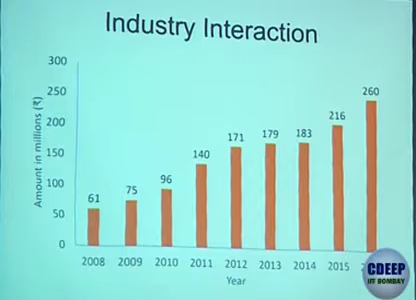 Industry Interaction
Amount in millions (₹)
300
250
200
150
100
50
0
61
75
96
140
171
179
183
216
260
2008 2009 2010 2011 2012 2013 2014 2015
Year
CDEEP
IIT BOMBAY